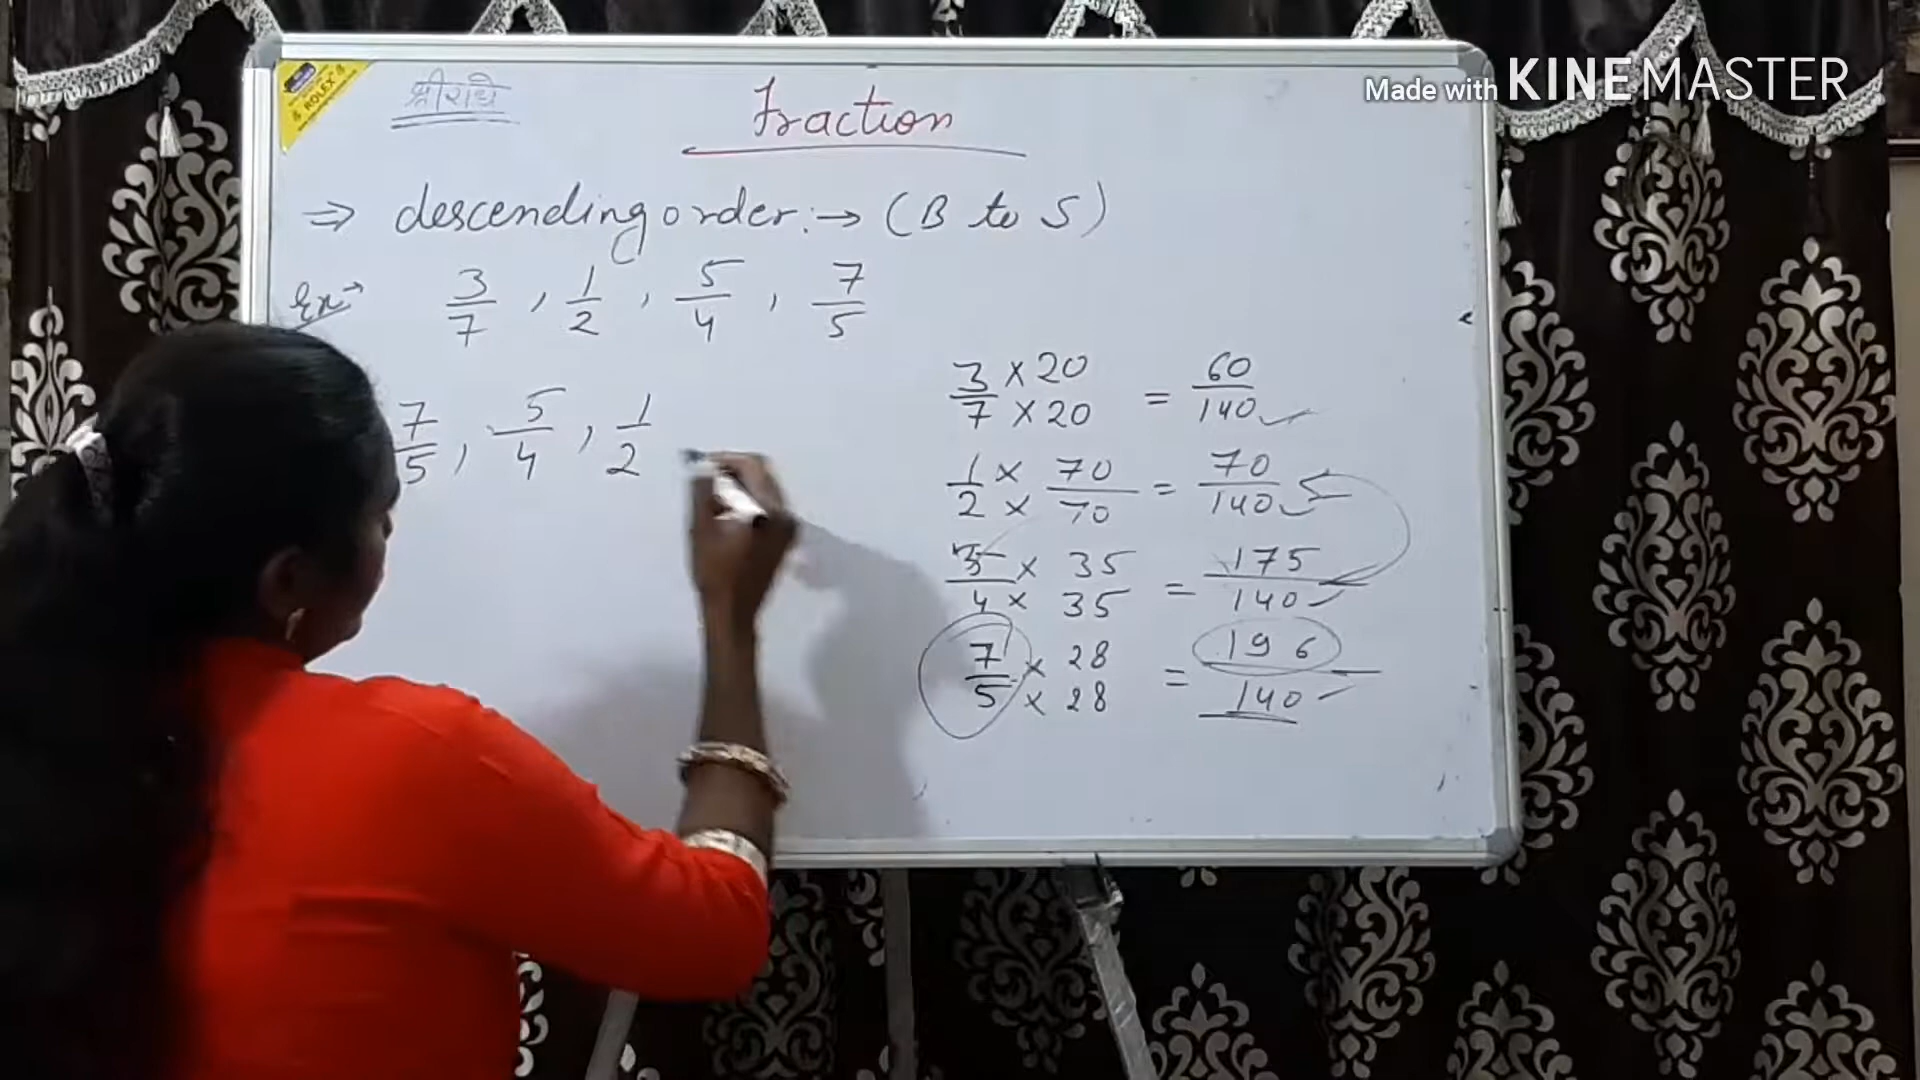 Made with KINEMASTER
ROLEX
श्रीराधे
Fraction
⇒ descending order:→ (B to S)
Ex→ 3/7 , 1/2 , 5/4 , 7/5
7/5 , 5/4 , 1/2
3/7 × 20/× 20 = 60/140
1/2 × 70/× 70 = 70/140
5/4 × 35/× 35 = 175/140
7/5 × 28/× 28 = 196/140